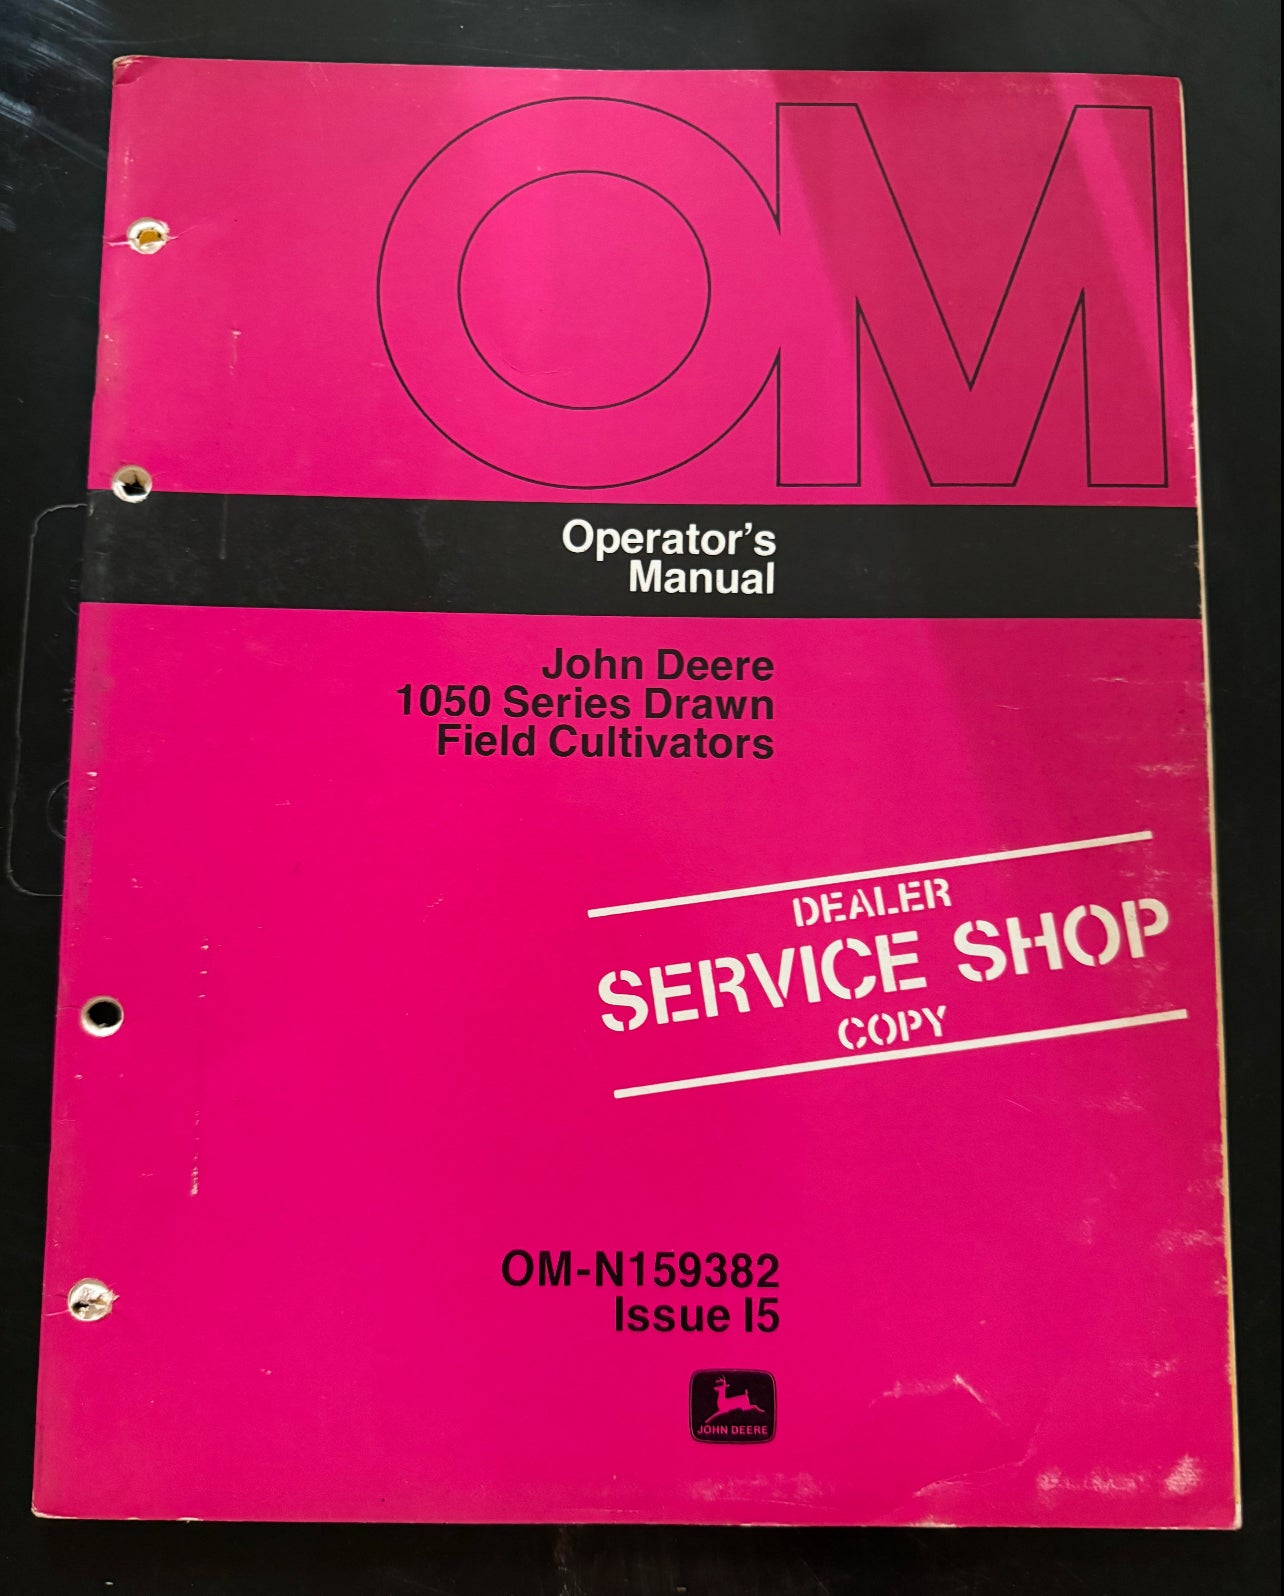 OM
Operator's
Manual
John Deere
1050 Series Drawn
Field Cultivators
DEALER
SERVICE SHOP
COPY
OM-N159382
Issue I5
JOHN DEERE